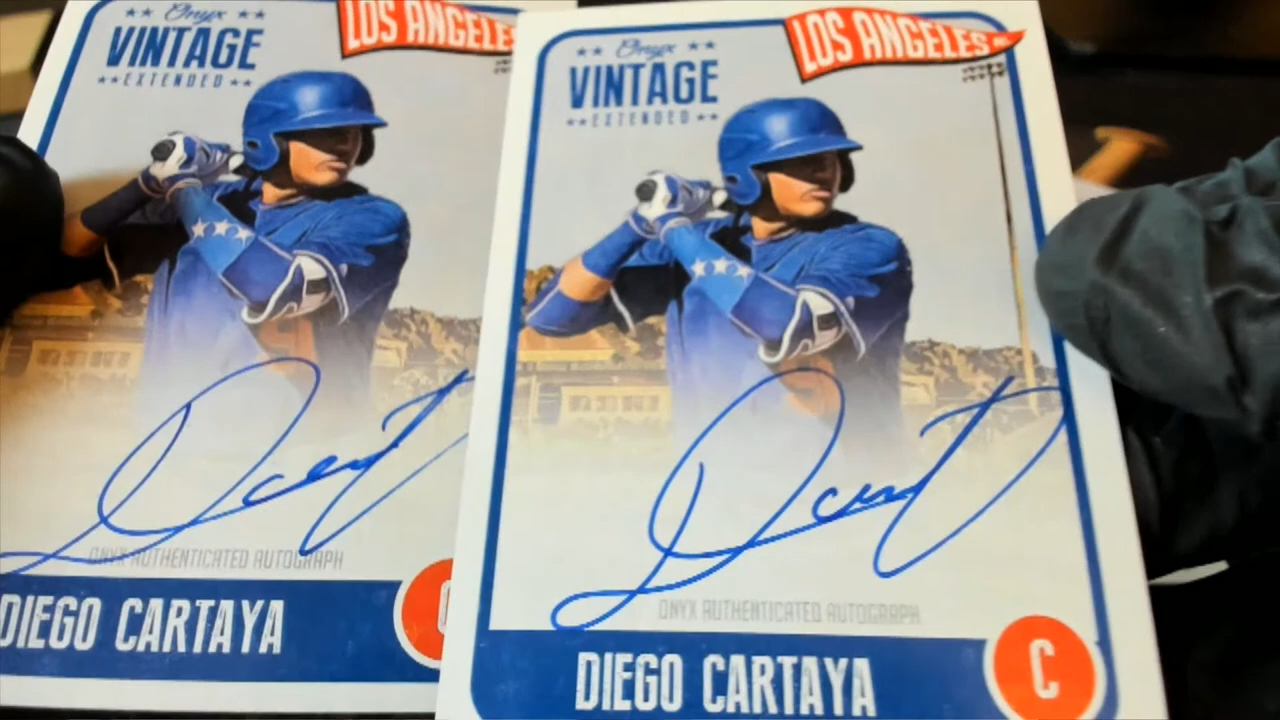 Onyx
VINTAGE
EXTENDED
LOS ANGELES
ONYX AUTHENTICATED AUTOGRAPH
DIEGO CARTAYA
Onyx
VINTAGE
EXTENDED
LOS ANGELES
ONYX AUTHENTICATED AUTOGRAPH
DIEGO CARTAYA
C